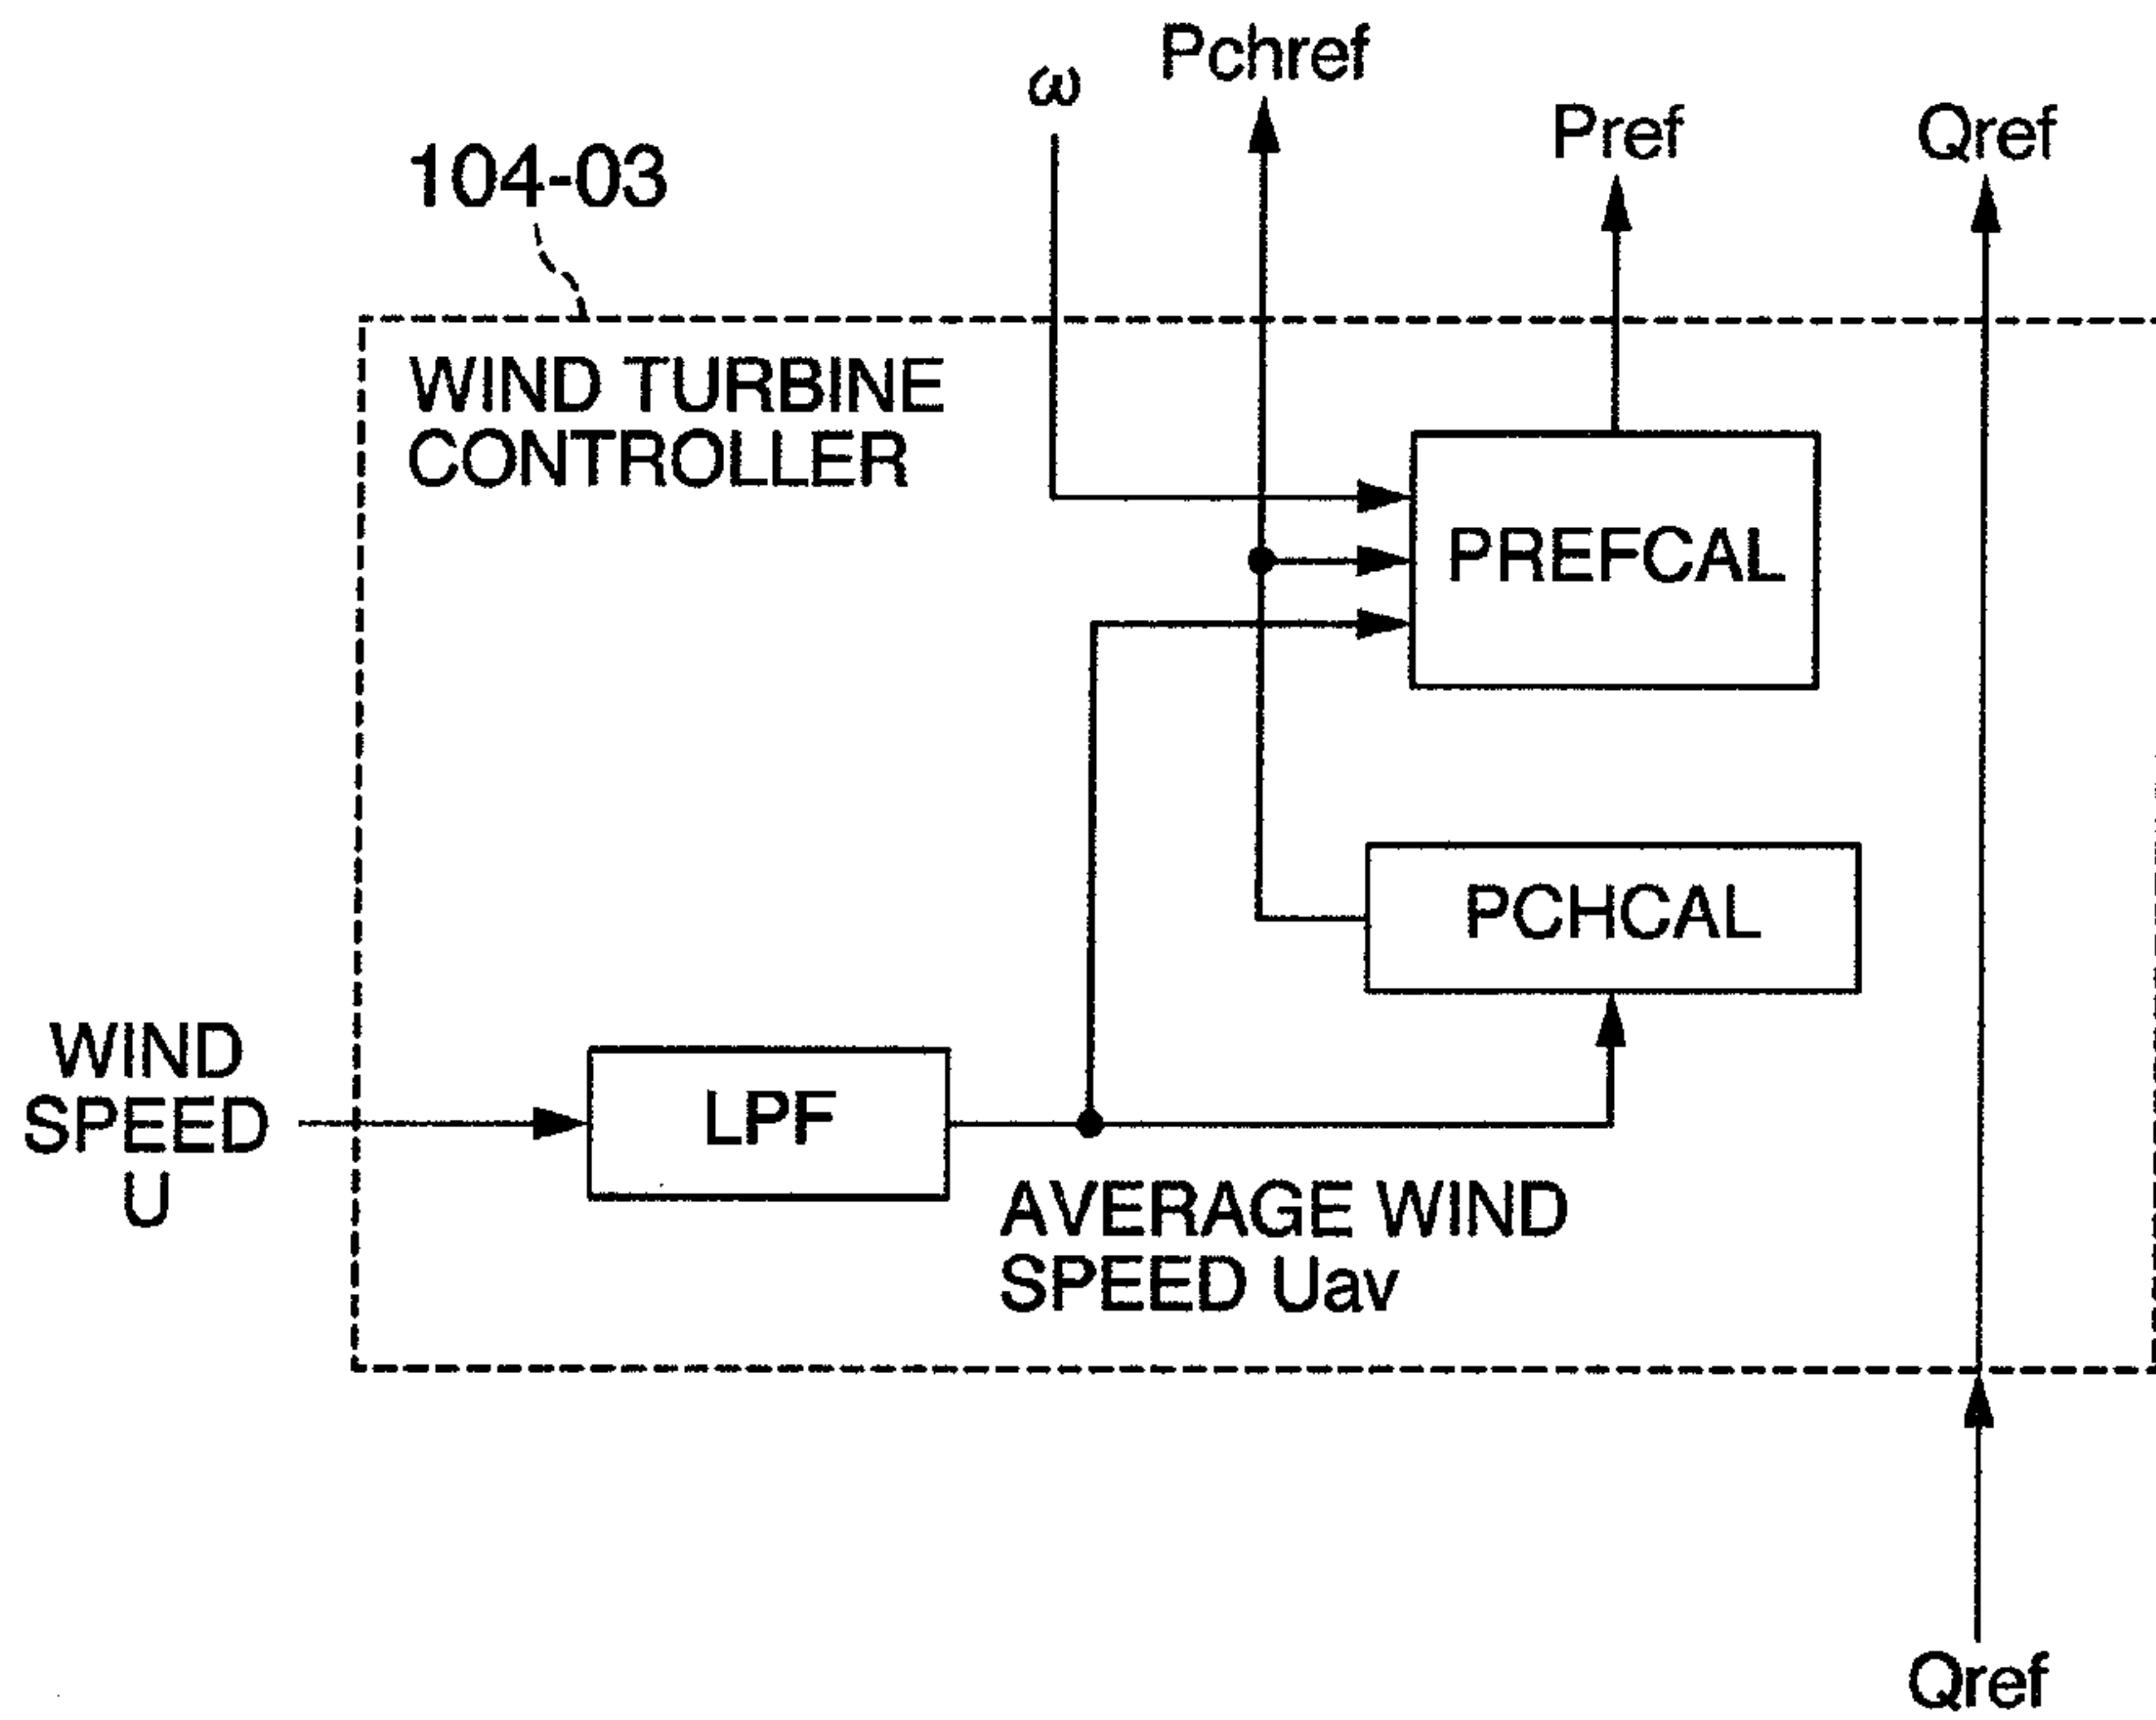 Pchref
ω
Pref
Qref
104-03
WIND TURBINE
CONTROLLER
PREFCAL
PCHCAL
WIND
SPEED
U
LPF
AVERAGE WIND
SPEED Uav
Qref